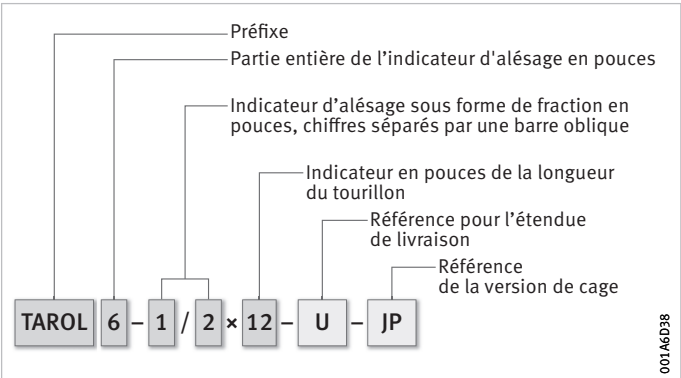 Préfixe
Partie entière de l’indicateur d'alésage en pouces
Indicateur d’alésage sous forme de fraction en
pouces, chiffres séparés par une barre oblique
Indicateur en pouces de la longueur
du tourillon
Référence pour l’étendue
de livraison
Référence
de la version de cage
TAROL 6 – 1 / 2 × 12 – U – JP
001A6D38